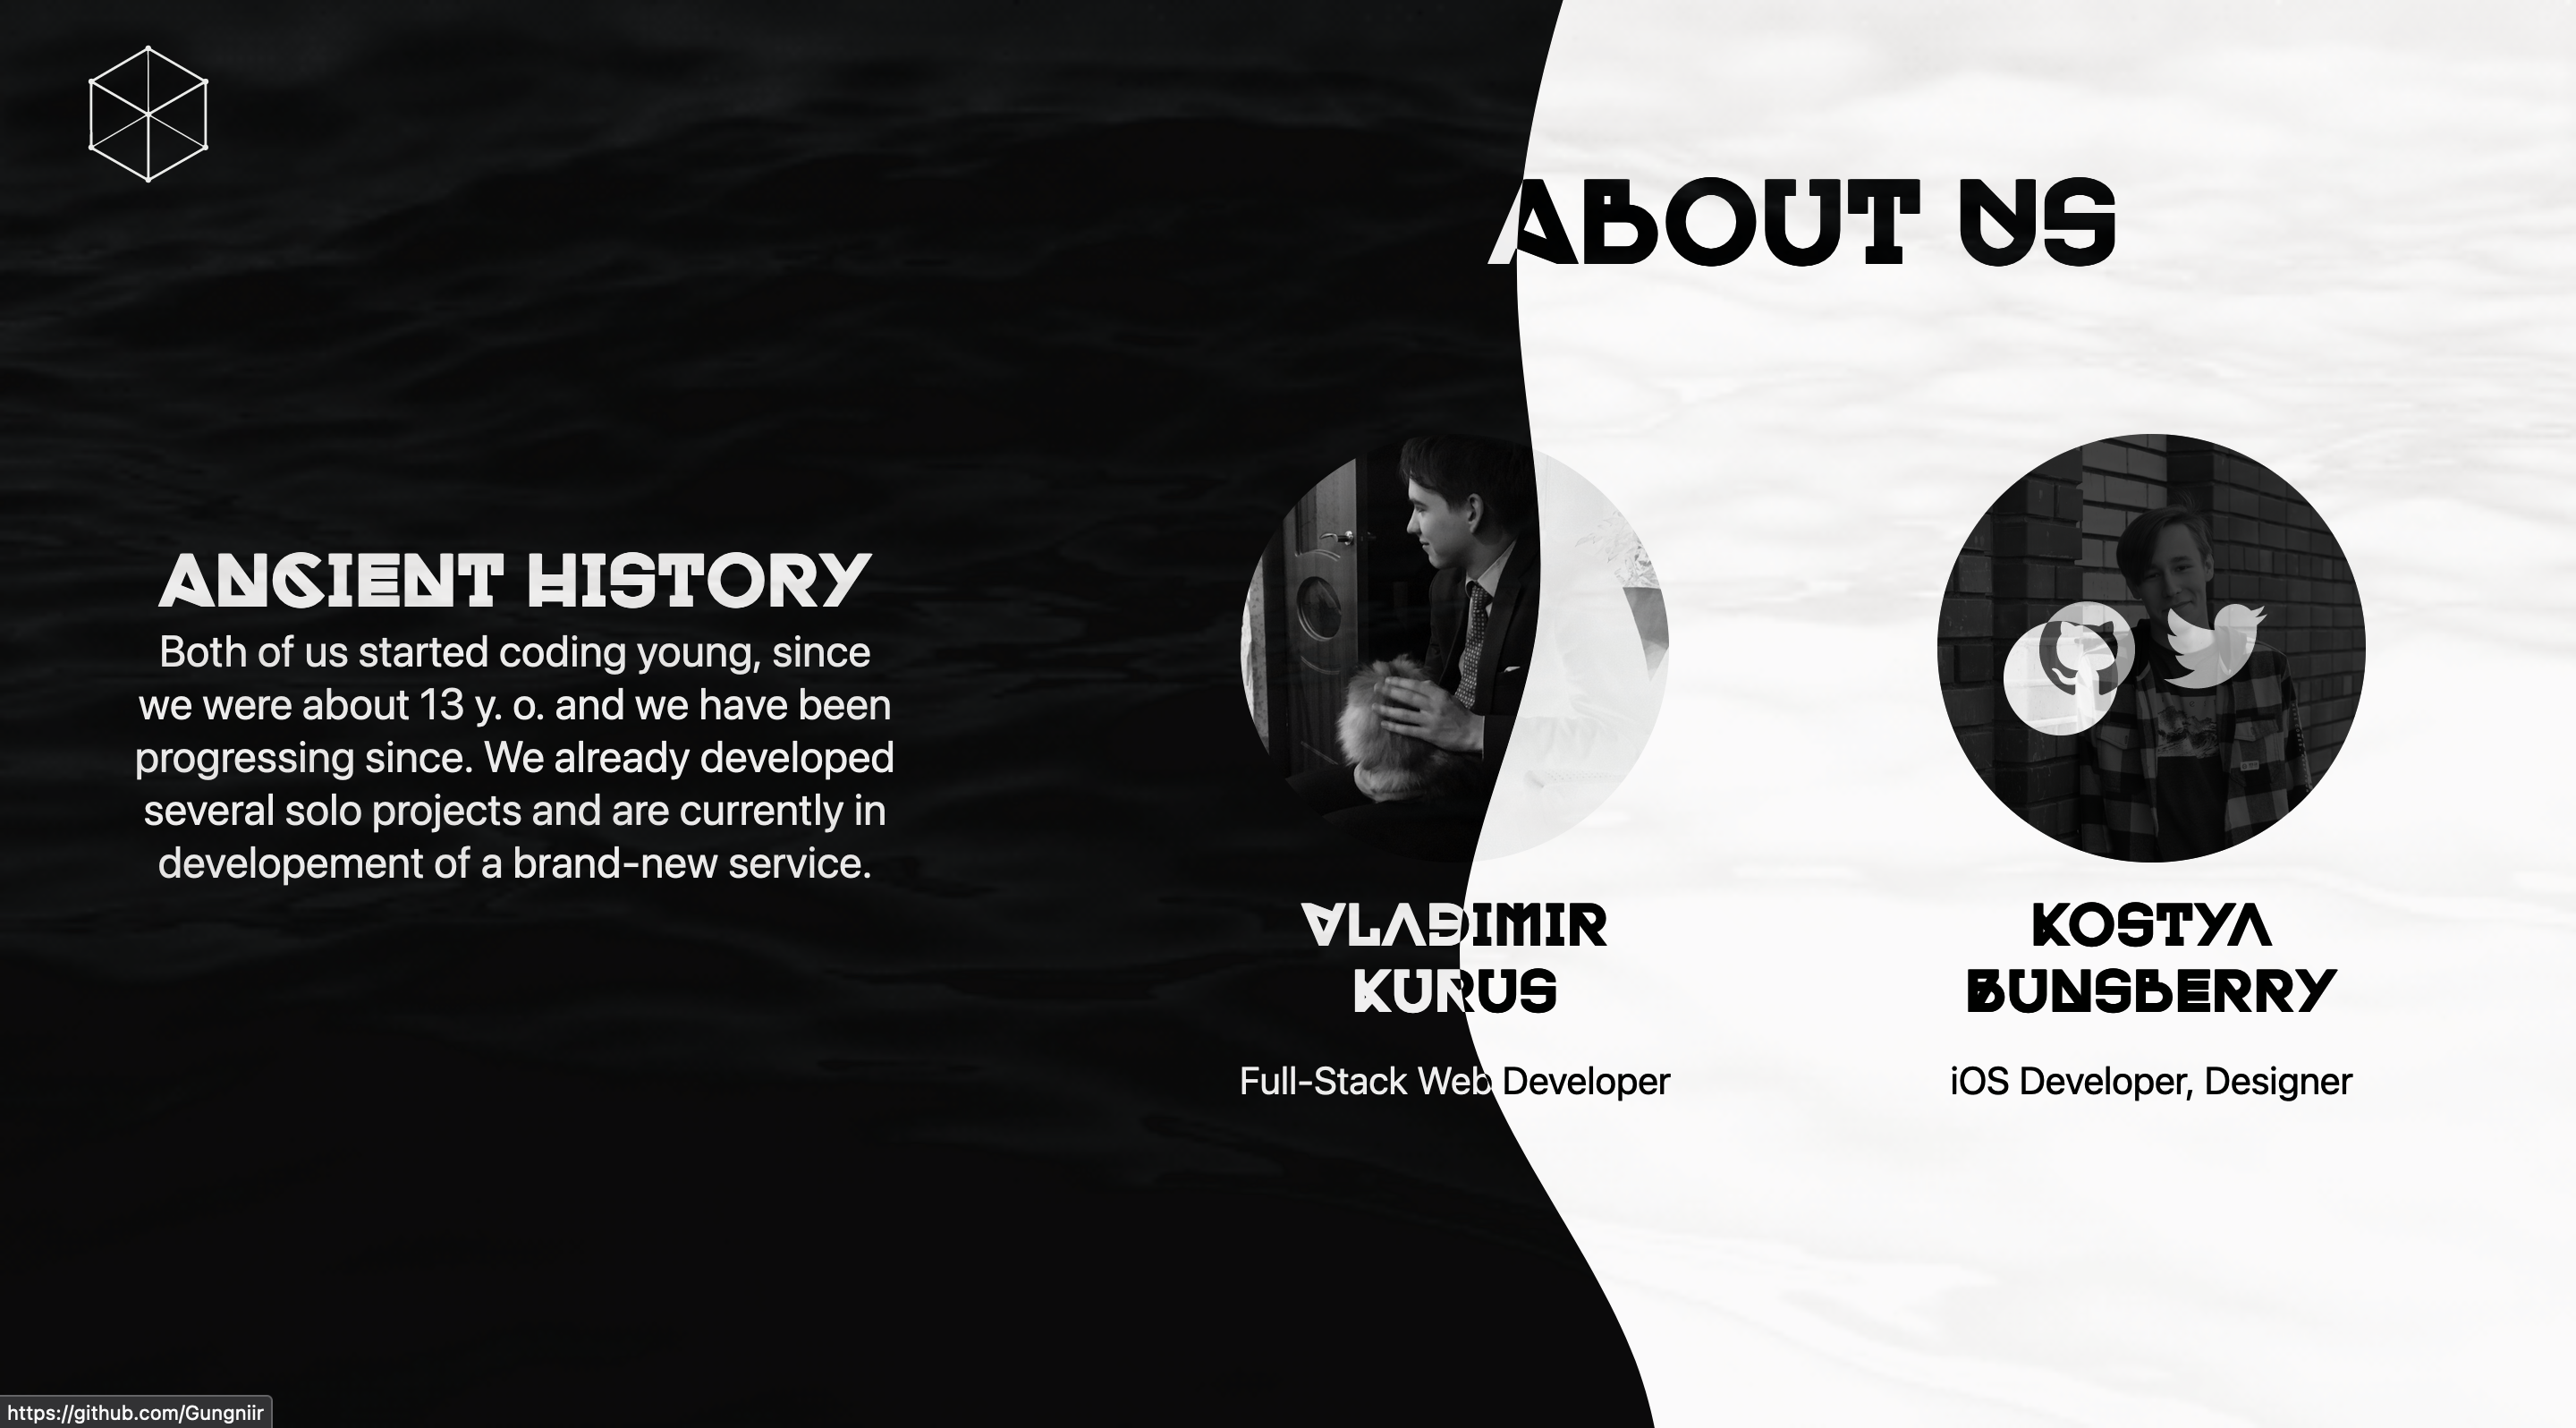 ABOUT US
ANCIENT HISTORY
Both of us started coding young, since
we were about 13 y. o. and we have been
progressing since. We already developed
several solo projects and are currently in
developement of a brand-new service.
VLADIMIR
KURUS
Full-Stack Web Developer
KOSTYA
BUNSBERRY
iOS Developer, Designer
https://github.com/Gungniir